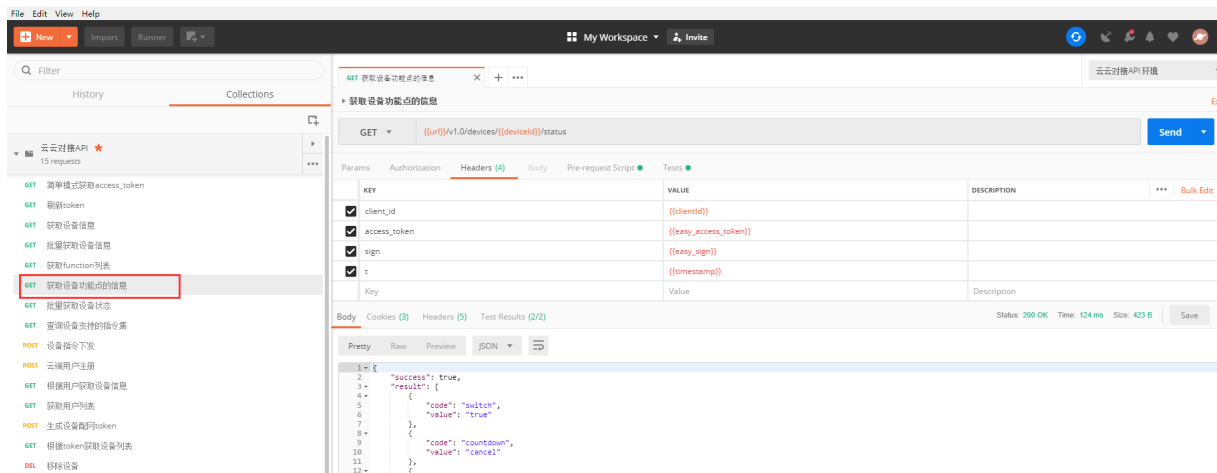 File Edit View Help
New Import Runner My Workspace Invite
Filter
History Collections
云云对接API
15 requests
GET 简单模式获取access_token
GET 刷新token
GET 获取设备信息
GET 批量获取设备信息
GET 获取function列表
GET 获取设备功能点的信息
GET 批量获取设备状态
GET 查询设备支持的指令集
POST 设备指令下发
POST 云端用户注册
GET 根据用户获取设备信息
GET 获取用户列表
POST 生成设备配网token
GET 根据token获取设备列表
DEL 移除设备
GET 获取设备功能点的信息
云云对接API环境
获取设备功能点的信息
GET {{url}}/v1.0/devices/{{deviceId}}/status Send
Params Authorization Headers (4) Body Pre-request Script Tests
KEY VALUE DESCRIPTION Bulk Edit
client_id {{clientId}}
access_token {{easy_access_token}}
sign {{easy_sign}}
t {{timestamp}}
Key Value Description
Body Cookies (3) Headers (5) Test Results (2/2) Status: 200 OK Time: 124 ms Size: 423 B Save
Pretty Raw Preview JSON
1 {
2 "success": true,
3 "result": [
4 {
5 "code": "switch",
6 "value": "true"
7 },
8 {
9 "code": "countdown",
10 "value": "cancel"
11 },
12 {